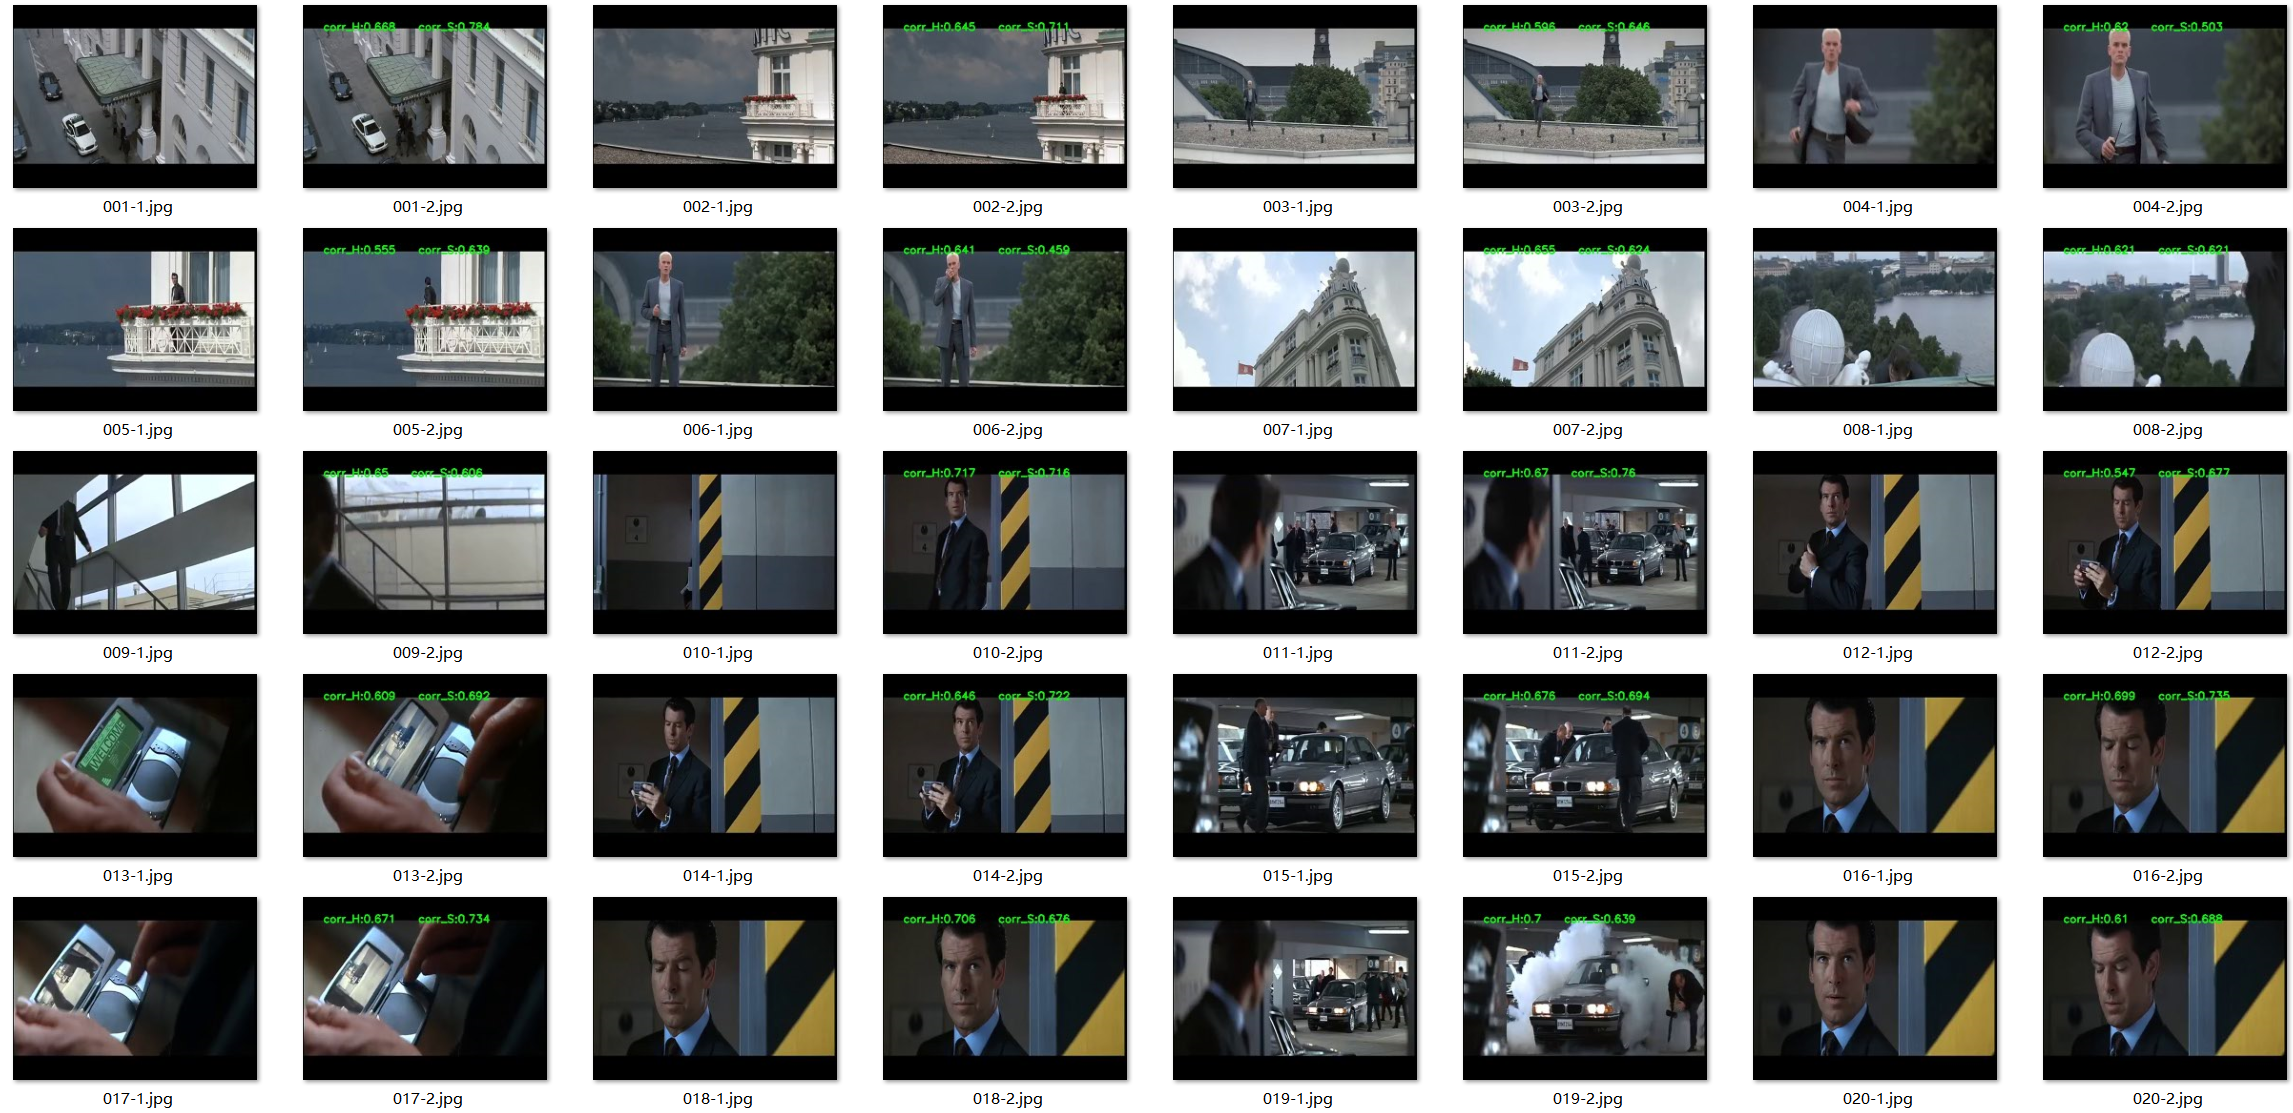 corr_H:0.668 corr_S:0.784
corr_H:0.645 corr_S:0.711
corr_H:0.596 corr_S:0.646
corr_H:0.62 corr_S:0.503
001-1.jpg
001-2.jpg
002-1.jpg
002-2.jpg
003-1.jpg
003-2.jpg
004-1.jpg
004-2.jpg
corr_H:0.555 corr_S:0.639
corr_H:0.641 corr_S:0.459
corr_H:0.655 corr_S:0.624
corr_H:0.621 corr_S:0.621
005-1.jpg
005-2.jpg
006-1.jpg
006-2.jpg
007-1.jpg
007-2.jpg
008-1.jpg
008-2.jpg
corr_H:0.65 corr_S:0.606
corr_H:0.717 corr_S:0.716
corr_H:0.67 corr_S:0.76
corr_H:0.547 corr_S:0.677
009-1.jpg
009-2.jpg
010-1.jpg
010-2.jpg
011-1.jpg
011-2.jpg
012-1.jpg
012-2.jpg
corr_H:0.609 corr_S:0.692
corr_H:0.646 corr_S:0.722
corr_H:0.676 corr_S:0.694
corr_H:0.699 corr_S:0.735
WELCOME
013-1.jpg
013-2.jpg
014-1.jpg
014-2.jpg
015-1.jpg
015-2.jpg
016-1.jpg
016-2.jpg
corr_H:0.671 corr_S:0.734
corr_H:0.706 corr_S:0.676
corr_H:0.7 corr_S:0.639
corr_H:0.61 corr_S:0.688
017-1.jpg
017-2.jpg
018-1.jpg
018-2.jpg
019-1.jpg
019-2.jpg
020-1.jpg
020-2.jpg